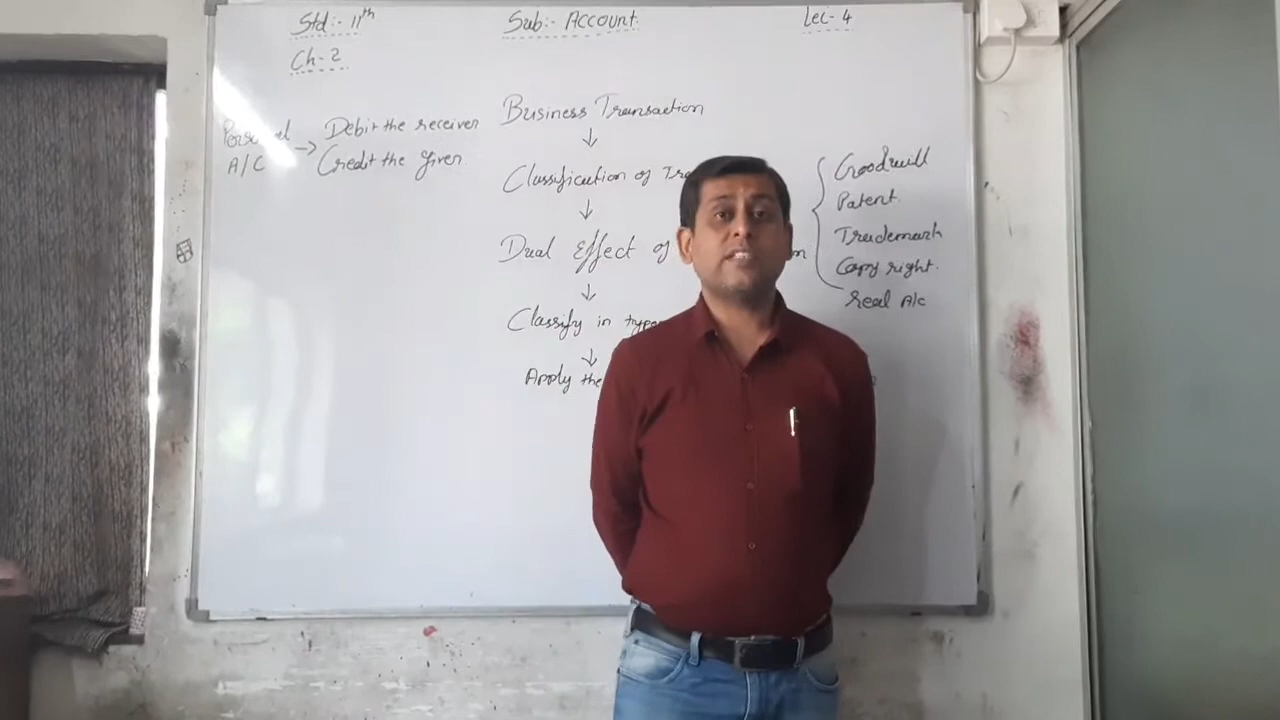 Std:- 11th
Sub:- Account
Lec- 4
Ch- 2
Personal A/C → Debit the receiver
Credit the giver.
Business Transaction
↓
Classification of
↓
Dual Effect of
↓
Classify in
↓
Apply the
Goodwill
Patent
Trademark
Copy right.
real A/c